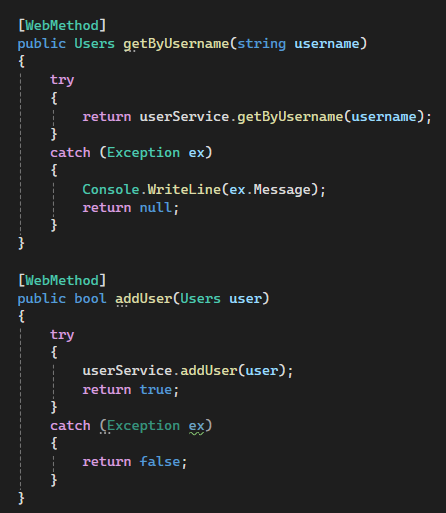 [WebMethod]
public Users getByUsername(string username)
{
    try
    {
        return userService.getByUsername(username);
    }
    catch (Exception ex)
    {
        Console.WriteLine(ex.Message);
        return null;
    }
}

[WebMethod]
public bool addUser(Users user)
{
    try
    {
        userService.addUser(user);
        return true;
    }
    catch (Exception ex)
    {
        return false;
    }
}